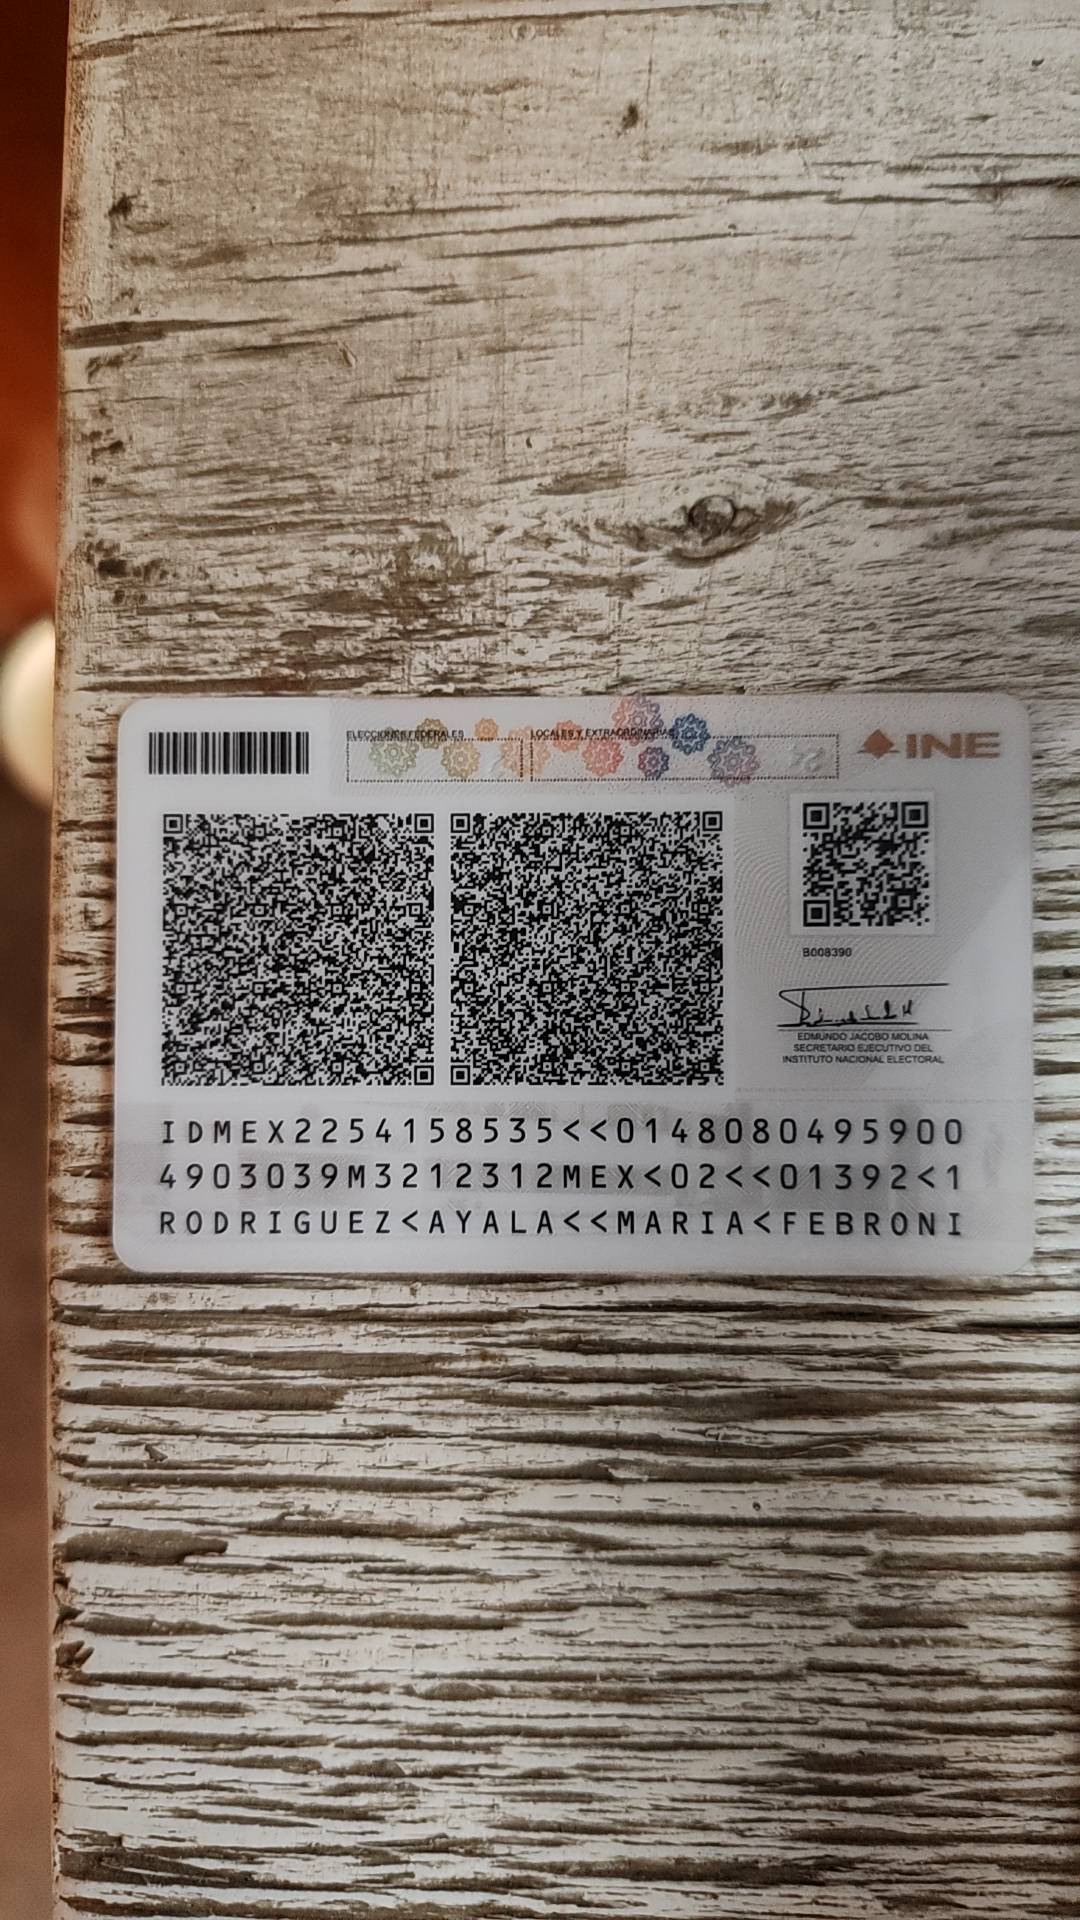 ELECCIONES FEDERALES LOCALES Y EXTRAORDINARIAS
INE
B008390
EDMUNDO JACOBO MOLINA
SECRETARIO EJECUTIVO DEL
INSTITUTO NACIONAL ELECTORAL
IDMEX2254158535<<0148080495900
4903039M3212312MEX<02<<01392<1
RODRIGUEZ<AYALA<<MARIA<FEBRONI